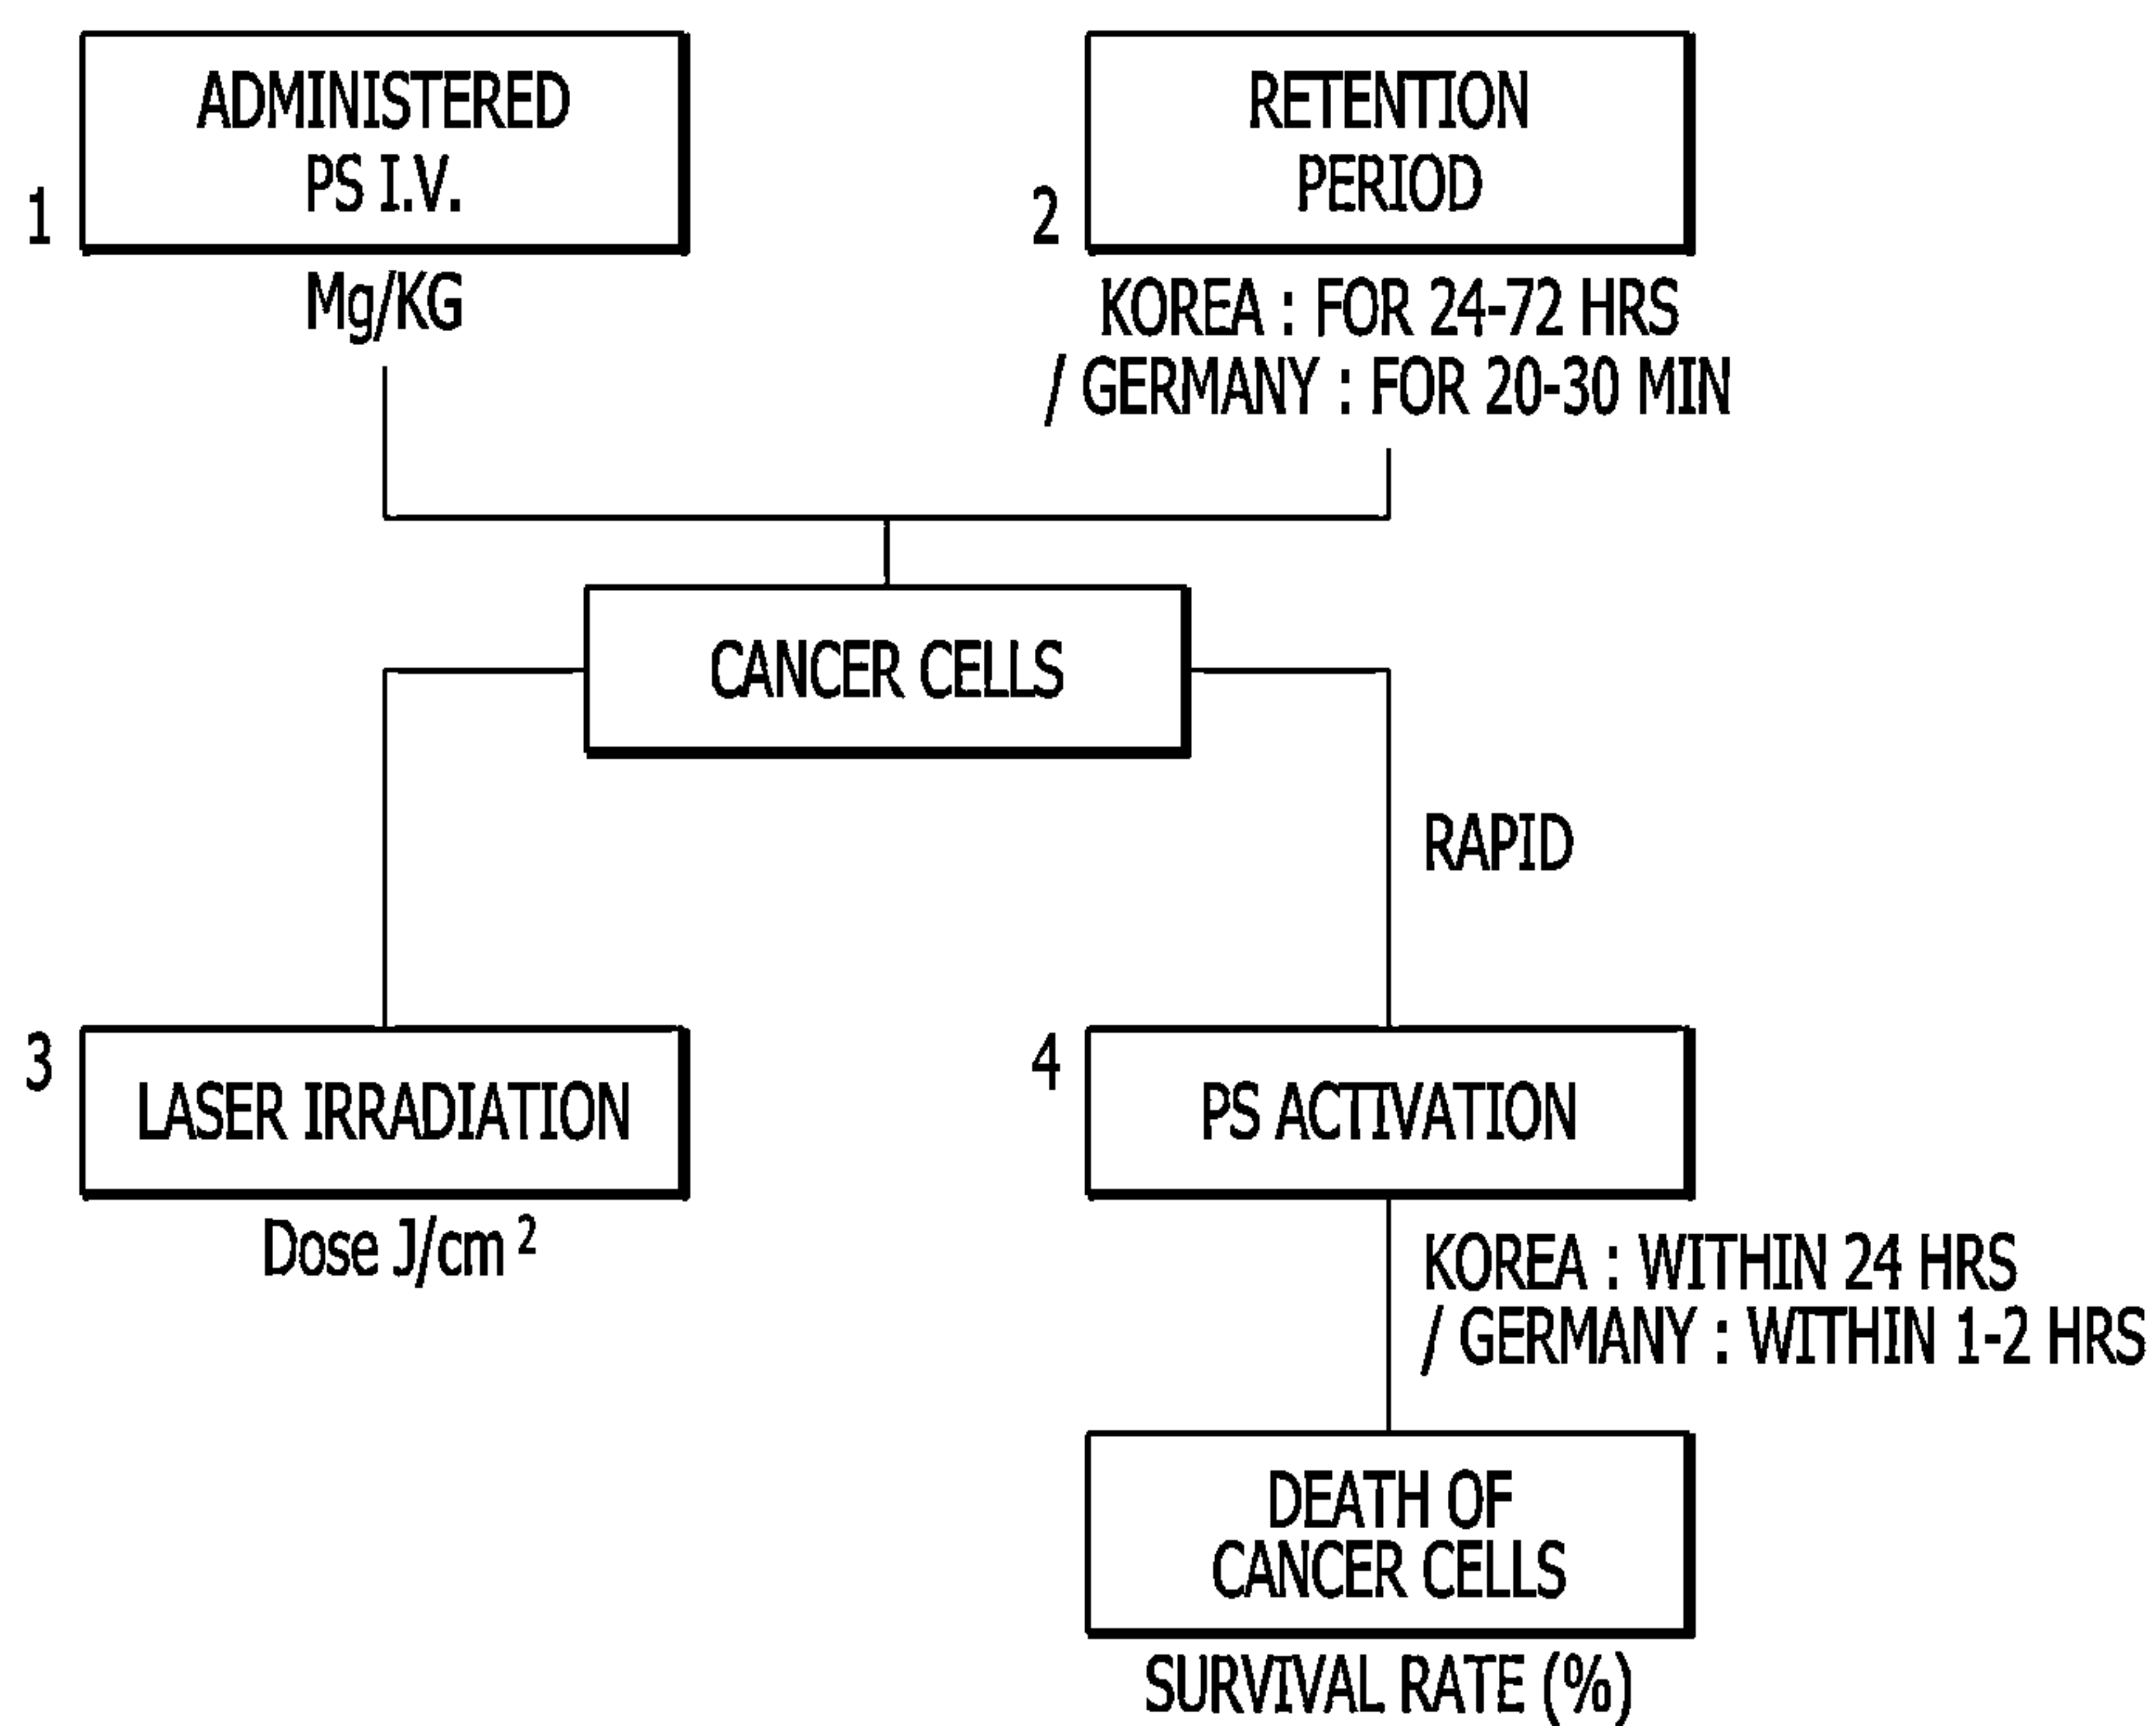 ADMINISTERED
PS I.V.
1
Mg/KG
RETENTION
PERIOD
2
KOREA : FOR 24-72 HRS
/ GERMANY : FOR 20-30 MIN
CANCER CELLS
RAPID
3
LASER IRRADIATION
Dose J/cm²
4
PS ACTIVATION
KOREA : WITHIN 24 HRS
/ GERMANY : WITHIN 1-2 HRS
DEATH OF
CANCER CELLS
SURVIVAL RATE (%)